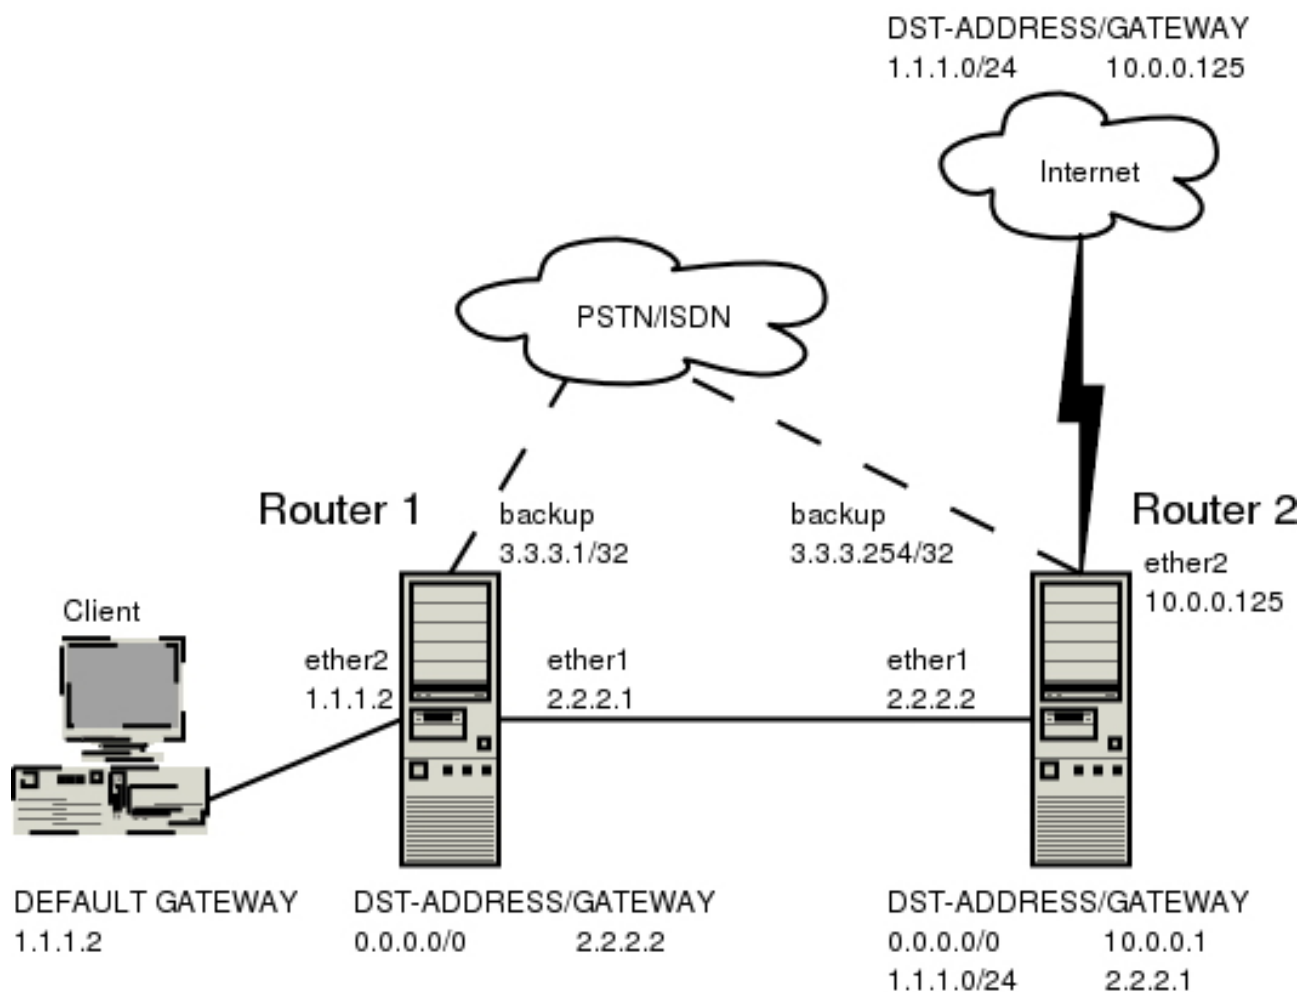 DST-ADDRESS/GATEWAY
1.1.1.0/24 10.0.0.125
Internet
PSTN/ISDN
Router 1
backup
3.3.3.1/32
backup
3.3.3.254/32
Router 2
ether2
10.0.0.125
Client
ether2
1.1.1.2
ether1
2.2.2.1
ether1
2.2.2.2
DEFAULT GATEWAY
1.1.1.2
DST-ADDRESS/GATEWAY
0.0.0.0/0 2.2.2.2
DST-ADDRESS/GATEWAY
0.0.0.0/0 10.0.0.1
1.1.1.0/24 2.2.2.1